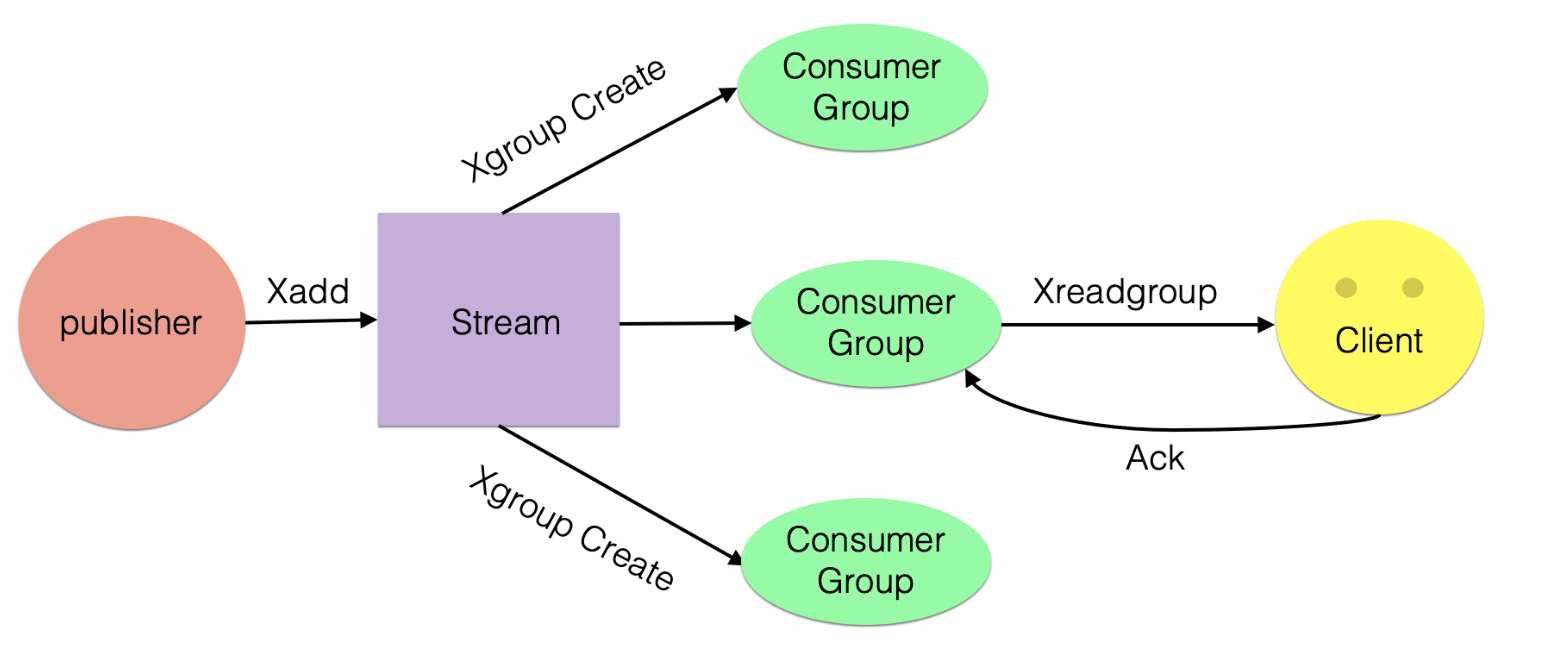 Xgroup Create
Consumer
Group
publisher
Xadd
Stream
Consumer
Group
Xreadgroup
Client
Ack
Xgroup Create
Consumer
Group